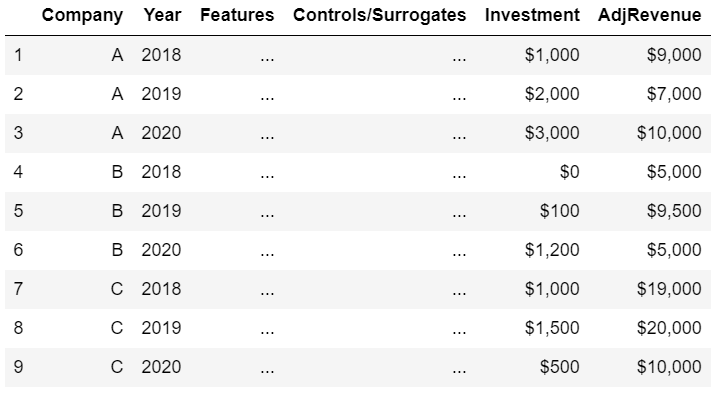 Company Year Features Controls/Surrogates Investment AdjRevenue
1 A 2018 ... ... $1,000 $9,000
2 A 2019 ... ... $2,000 $7,000
3 A 2020 ... ... $3,000 $10,000
4 B 2018 ... ... $0 $5,000
5 B 2019 ... ... $100 $9,500
6 B 2020 ... ... $1,200 $5,000
7 C 2018 ... ... $1,000 $19,000
8 C 2019 ... ... $1,500 $20,000
9 C 2020 ... ... $500 $10,000